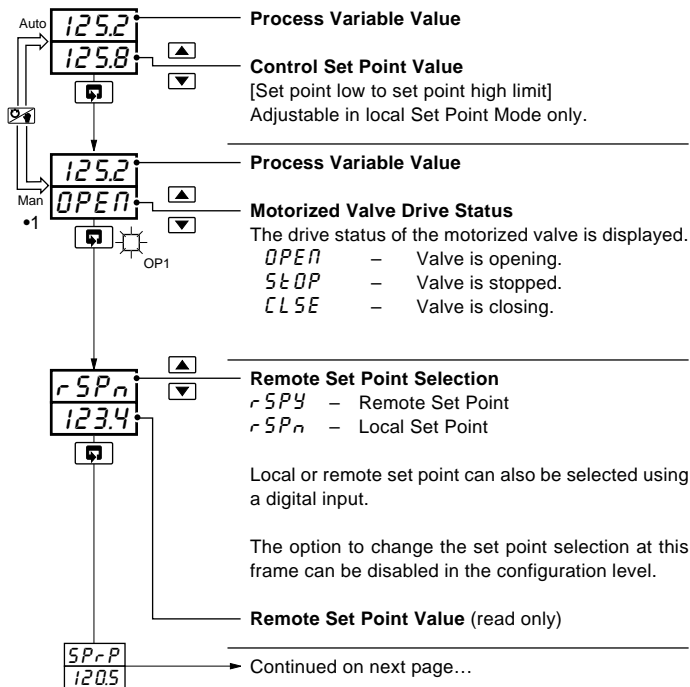 Auto
125.2
Process Variable Value
125.8
Control Set Point Value
[Set point low to set point high limit]
Adjustable in local Set Point Mode only.
125.2
Process Variable Value
Man
OPEN
•1
OP1
Motorized Valve Drive Status
The drive status of the motorized valve is displayed.
OPEN – Valve is opening.
StOP – Valve is stopped.
CLSE – Valve is closing.
rSPn
Remote Set Point Selection
123.4
rSPY – Remote Set Point
rSPn – Local Set Point
Local or remote set point can also be selected using
a digital input.
The option to change the set point selection at this
frame can be disabled in the configuration level.
Remote Set Point Value (read only)
SPrP
120.5
Continued on next page…